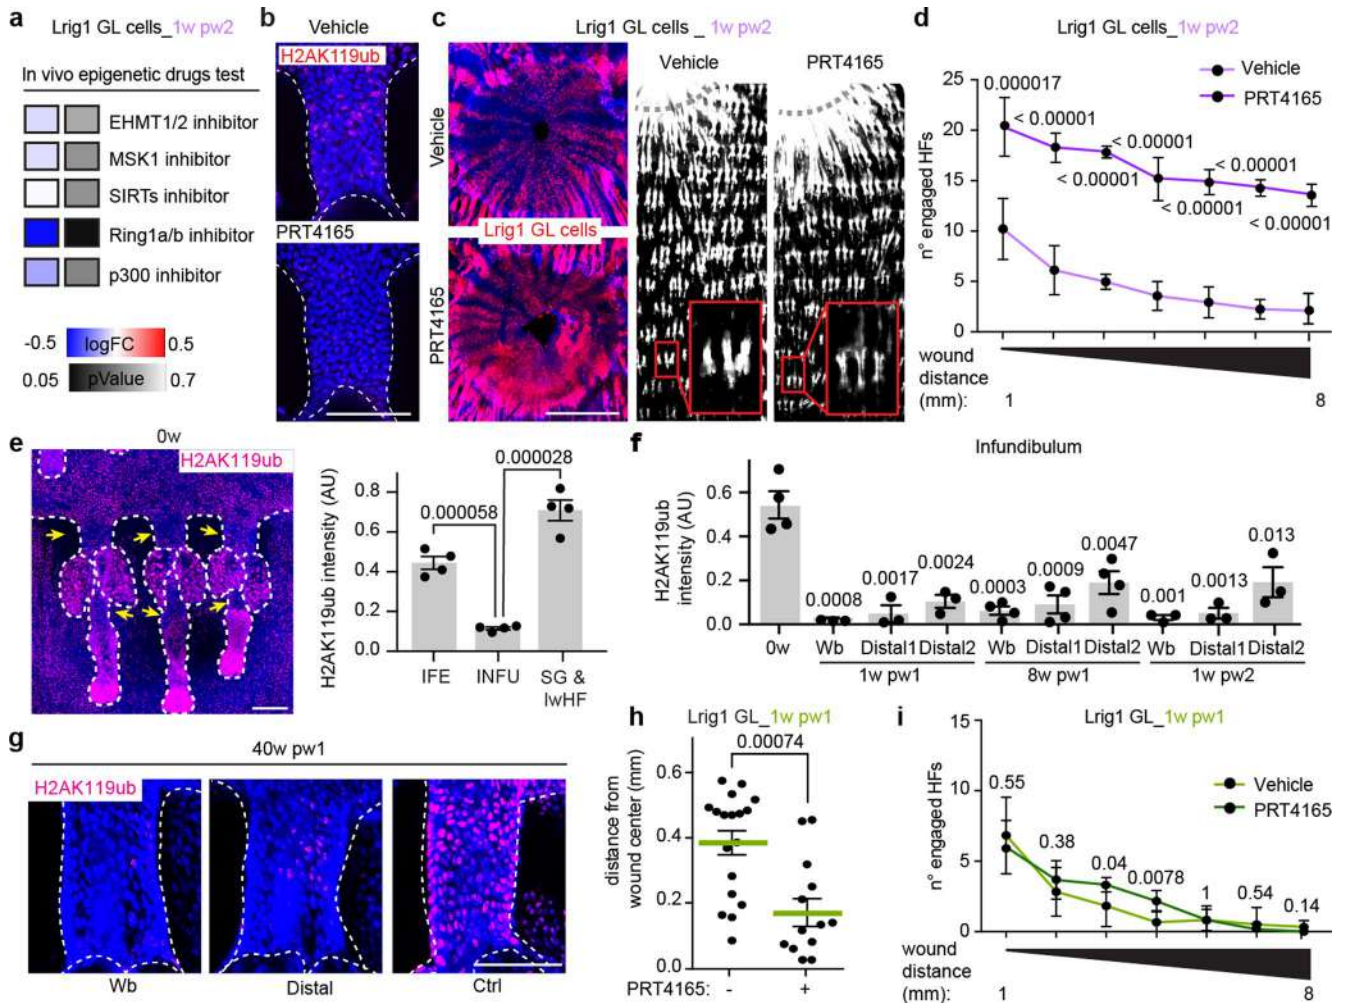 a
Lrig1 GL cells_1w pw2
In vivo epigenetic drugs test
EHMT1/2 inhibitor
MSK1 inhibitor
SIRTs inhibitor
Ring1a/b inhibitor
p300 inhibitor
-0.5 logFC 0.5
0.05 pValue 0.7
b
Vehicle
H2AK119ub
PRT4165
c
Lrig1 GL cells _ 1w pw2
Vehicle
Lrig1 GL cells
PRT4165
Vehicle
PRT4165
d
Lrig1 GL cells_1w pw2
Vehicle
PRT4165
n° engaged HFs
25
20
15
10
5
0
0.000017
< 0.00001
< 0.00001
< 0.00001
< 0.00001
< 0.00001
< 0.00001
wound
distance
(mm):
1
8
e
0w
H2AK119ub
H2AK119ub intensity (AU)
0.8
0.6
0.4
0.2
0.0
0.000028
0.000058
IFE
INFU
SG &
lwHF
f
Infundibulum
H2AK119ub
intensity (AU)
0.6
0.4
0.2
0.0
0.0008
0.0017
0.0024
0.0003
0.0009
0.0047
0.001
0.0013
0.013
0w
Wb
Distal1
Distal2
Wb
Distal1
Distal2
Wb
Distal1
Distal2
1w pw1
8w pw1
1w pw2
g
40w pw1
H2AK119ub
Wb
Distal
Ctrl
h
Lrig1 GL_1w pw1
0.00074
distance from
wound center (mm)
0.6
0.4
0.2
0.0
PRT4165: - +
i
Lrig1 GL_1w pw1
Vehicle
PRT4165
n° engaged HFs
15
10
5
0
0.55
0.38
0.04
0.0078
1
0.54
0.14
wound
distance
(mm):
1
8